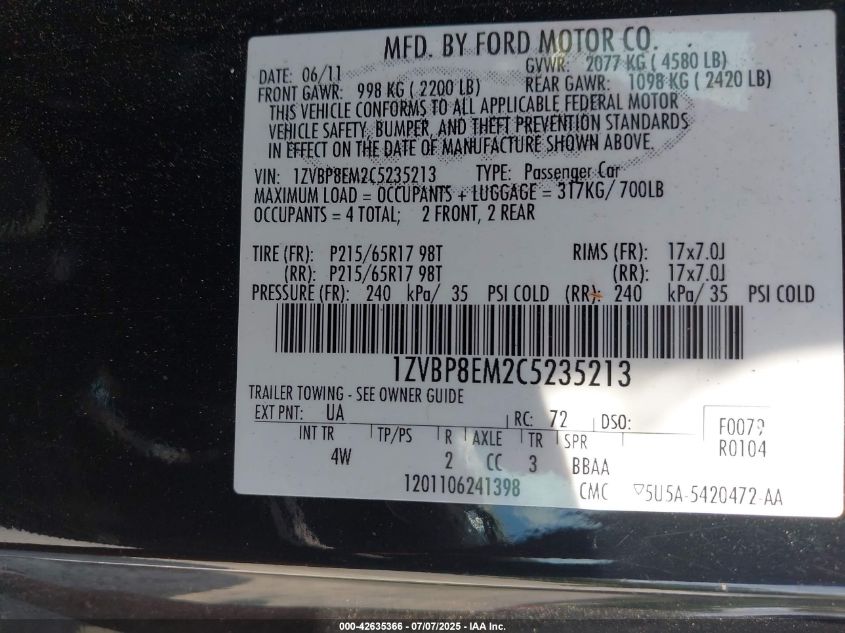 MFD. BY FORD MOTOR CO.
DATE: 06/11 GVWR: 2077 KG ( 4580 LB)
FRONT GAWR: 998 KG ( 2200 LB) REAR GAWR: 1098 KG ( 2420 LB)
THIS VEHICLE CONFORMS TO ALL APPLICABLE FEDERAL MOTOR
VEHICLE SAFETY, BUMPER, AND THEFT PREVENTION STANDARDS
IN EFFECT ON THE DATE OF MANUFACTURE SHOWN ABOVE.
VIN: 1ZVBP8EM2C5235213 TYPE: Passenger Car
MAXIMUM LOAD = OCCUPANTS + LUGGAGE = 317KG/ 700LB
OCCUPANTS = 4 TOTAL; 2 FRONT, 2 REAR
TIRE (FR): P215/65R17 98T RIMS (FR): 17x7.0J
(RR): P215/65R17 98T (RR): 17x7.0J
PRESSURE (FR): 240 kPa/ 35 PSI COLD (RR): 240 kPa/ 35 PSI COLD
1ZVBP8EM2C5235213
TRAILER TOWING - SEE OWNER GUIDE
EXT PNT: UA RC: 72 DSO: F0079
INT TR TP/PS R AXLE TR SPR R0104
4W 2 CC 3 BBAA
1201106241398 CMC ▽5U5A-5420472-AA
000-42635366 - 07/07/2025 - IAA Inc.